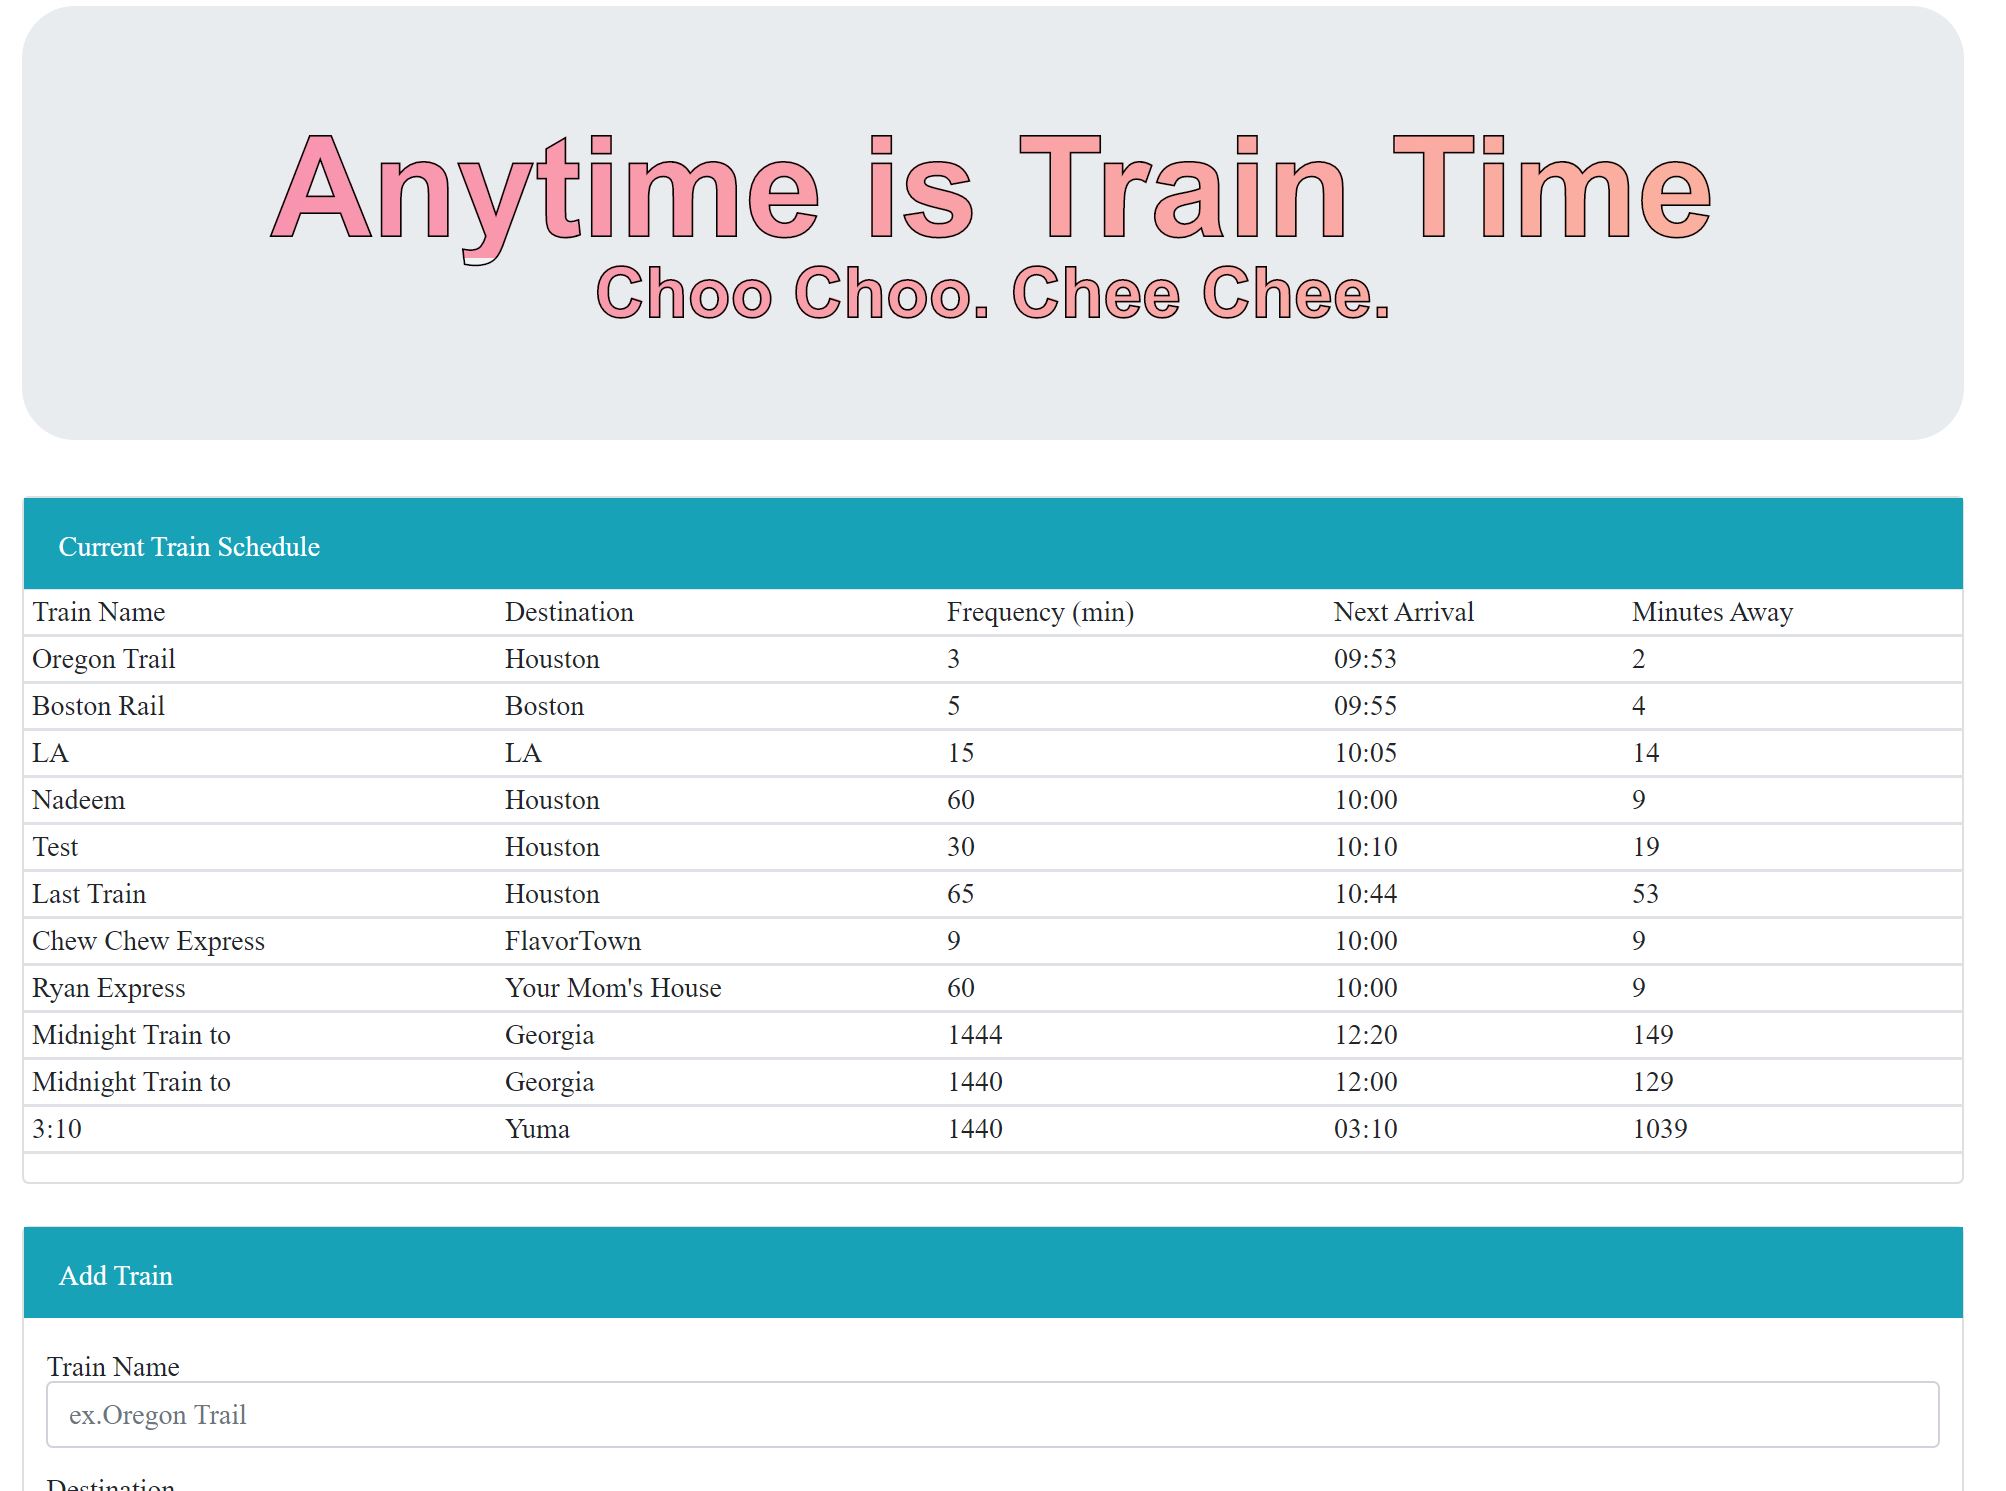 Anytime is Train Time
Choo Choo. Chee Chee.
Current Train Schedule
Train Name Destination Frequency (min) Next Arrival Minutes Away
Oregon Trail Houston 3 09:53 2
Boston Rail Boston 5 09:55 4
LA LA 15 10:05 14
Nadeem Houston 60 10:00 9
Test Houston 30 10:10 19
Last Train Houston 65 10:44 53
Chew Chew Express FlavorTown 9 10:00 9
Ryan Express Your Mom's House 60 10:00 9
Midnight Train to Georgia 1444 12:20 149
Midnight Train to Georgia 1440 12:00 129
3:10 Yuma 1440 03:10 1039
Add Train
Train Name
ex.Oregon Trail
Destination